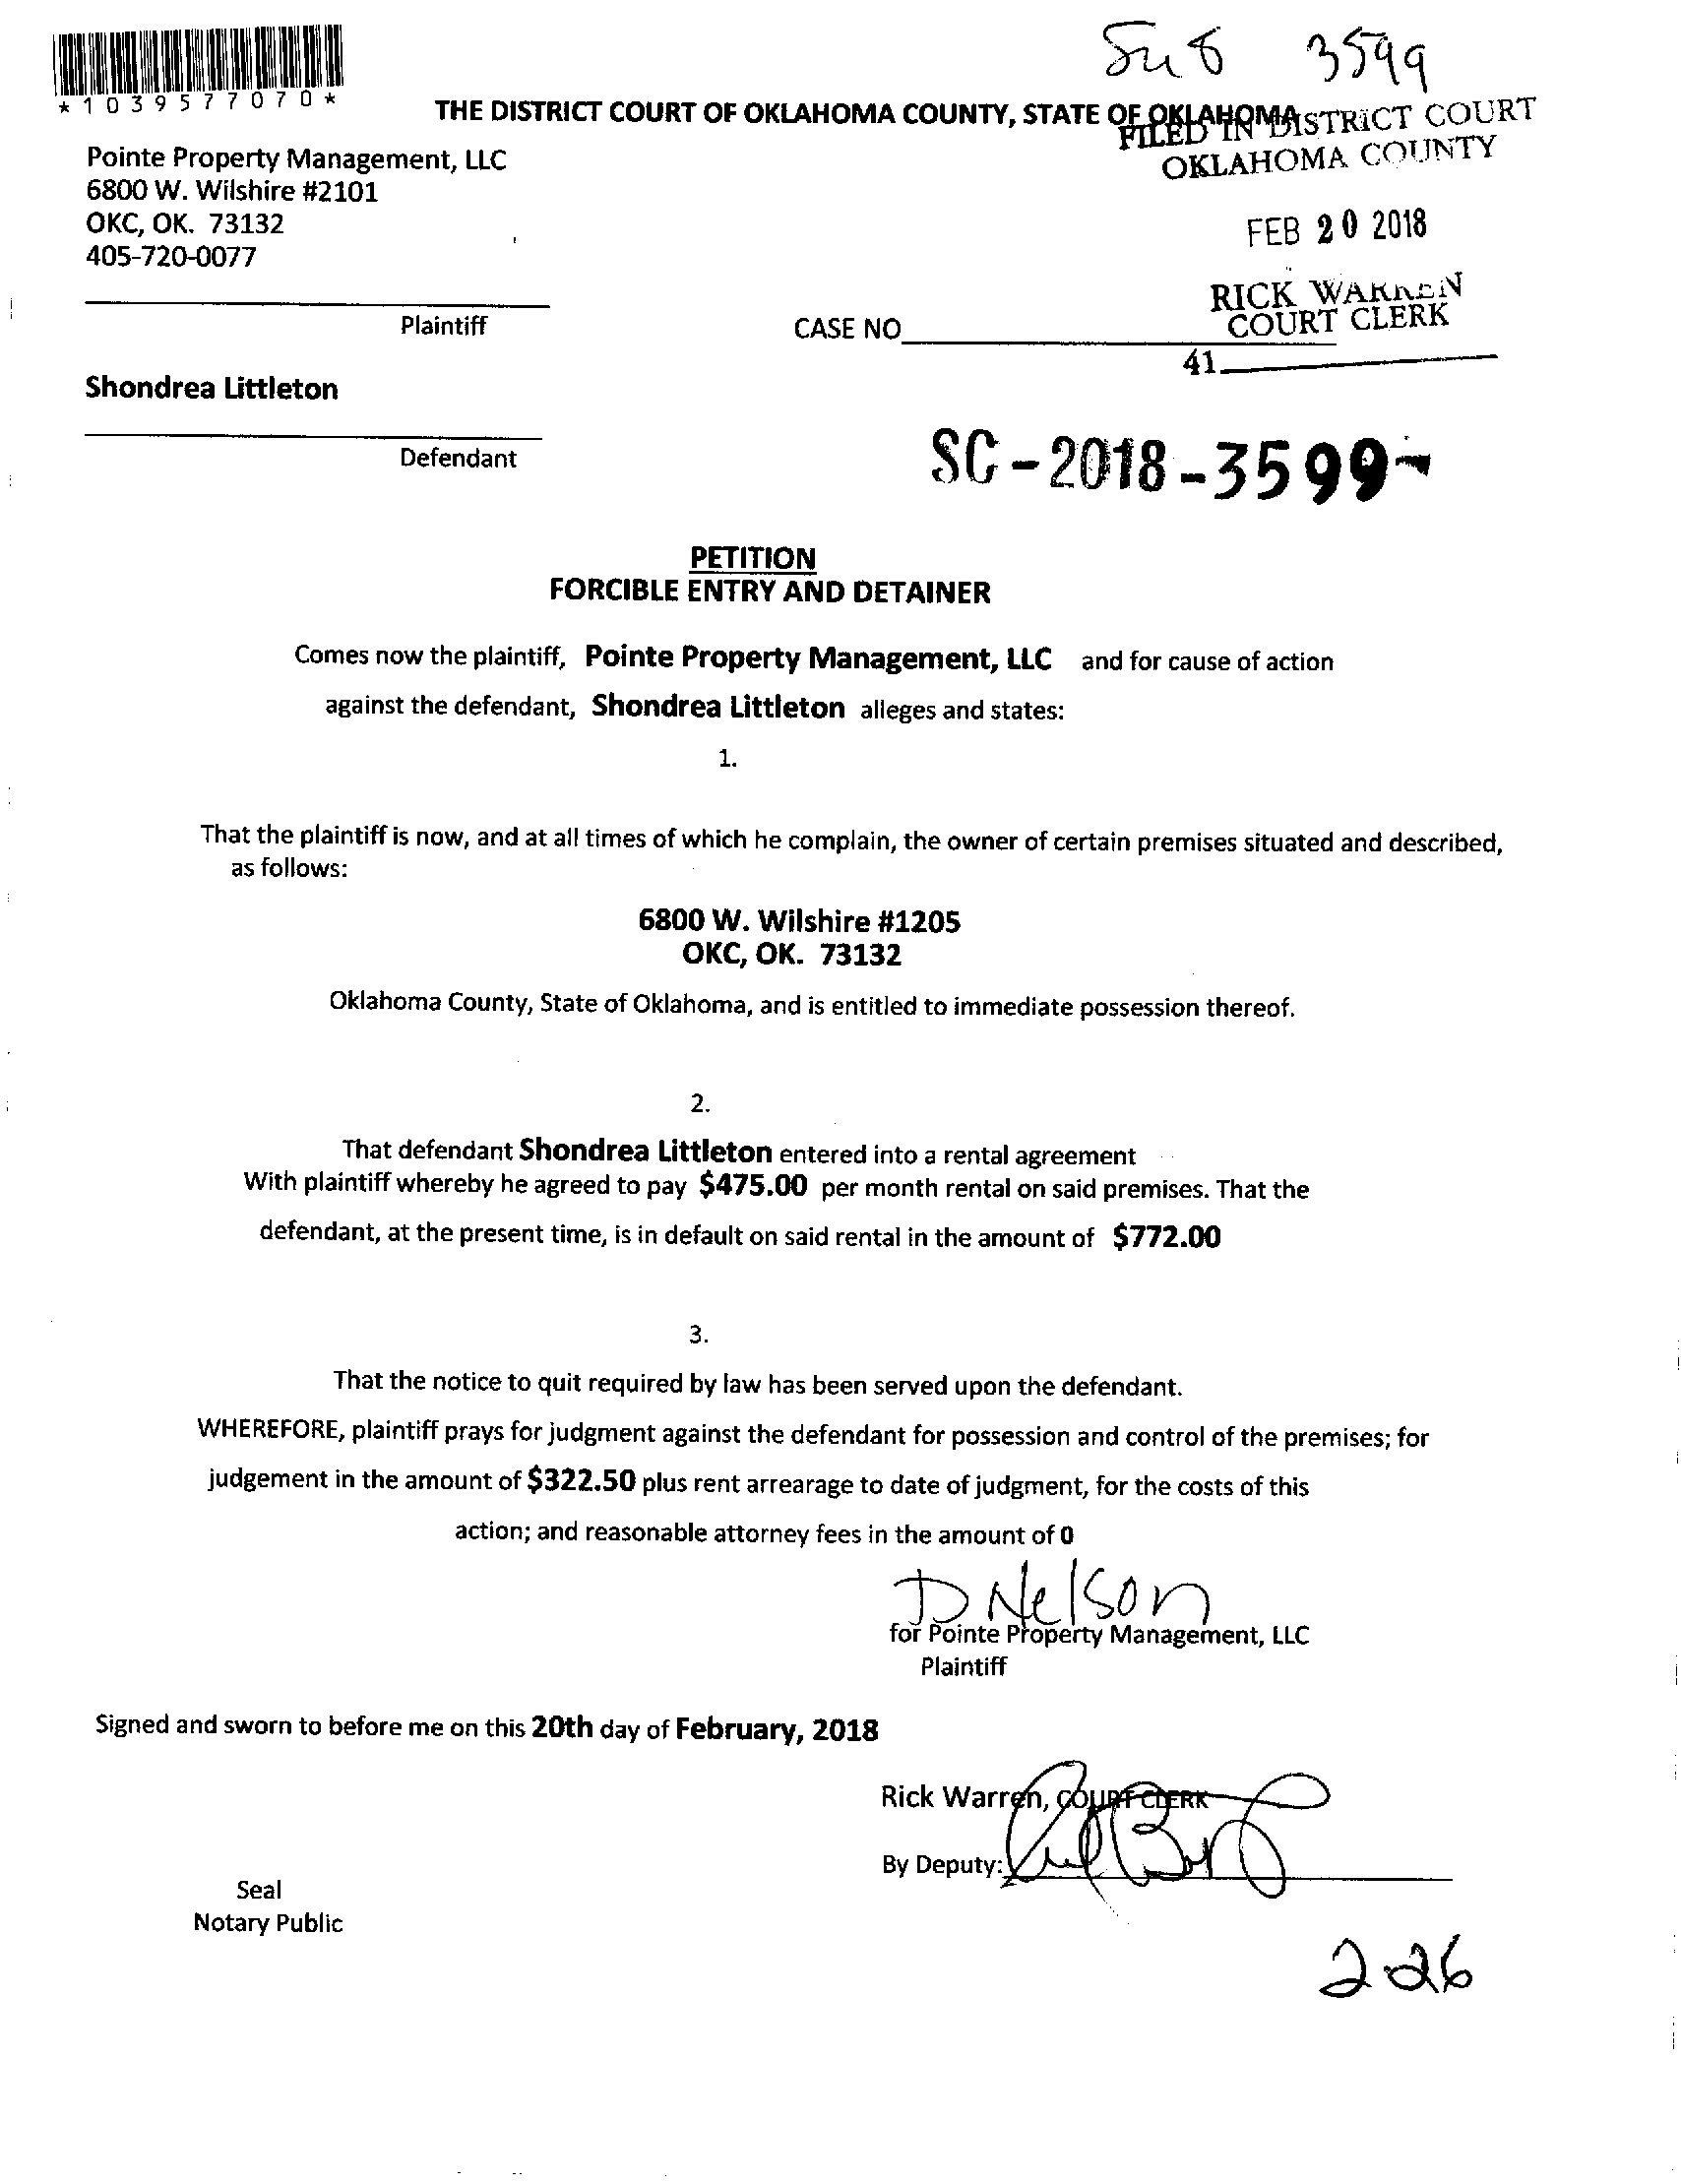 Su8 3599
*1039577070*
THE DISTRICT COURT OF OKLAHOMA COUNTY, STATE OF OKLAHOMA
FILED IN DISTRICT COURT
OKLAHOMA COUNTY
Pointe Property Management, LLC
6800 W. Wilshire #2101
OKC, OK. 73132
405-720-0077
FEB 20 2018
RICK WARREN
COURT CLERK
Plaintiff
CASE NO
41
Shondrea Littleton
Defendant
SC-2018-3599-
PETITION
FORCIBLE ENTRY AND DETAINER
Comes now the plaintiff, Pointe Property Management, LLC and for cause of action
against the defendant, Shondrea Littleton alleges and states:
1.
That the plaintiff is now, and at all times of which he complain, the owner of certain premises situated and described,
as follows:
6800 W. Wilshire #1205
OKC, OK. 73132
Oklahoma County, State of Oklahoma, and is entitled to immediate possession thereof.
2.
That defendant Shondrea Littleton entered into a rental agreement
With plaintiff whereby he agreed to pay $475.00 per month rental on said premises. That the
defendant, at the present time, is in default on said rental in the amount of $772.00
3.
That the notice to quit required by law has been served upon the defendant.
WHEREFORE, plaintiff prays for judgment against the defendant for possession and control of the premises; for
judgement in the amount of $322.50 plus rent arrearage to date of judgment, for the costs of this
action; and reasonable attorney fees in the amount of 0
D Nelson
for Pointe Property Management, LLC
Plaintiff
Signed and sworn to before me on this 20th day of February, 2018
Rick Warren, COURT CLERK
By Deputy:
Seal
Notary Public
226